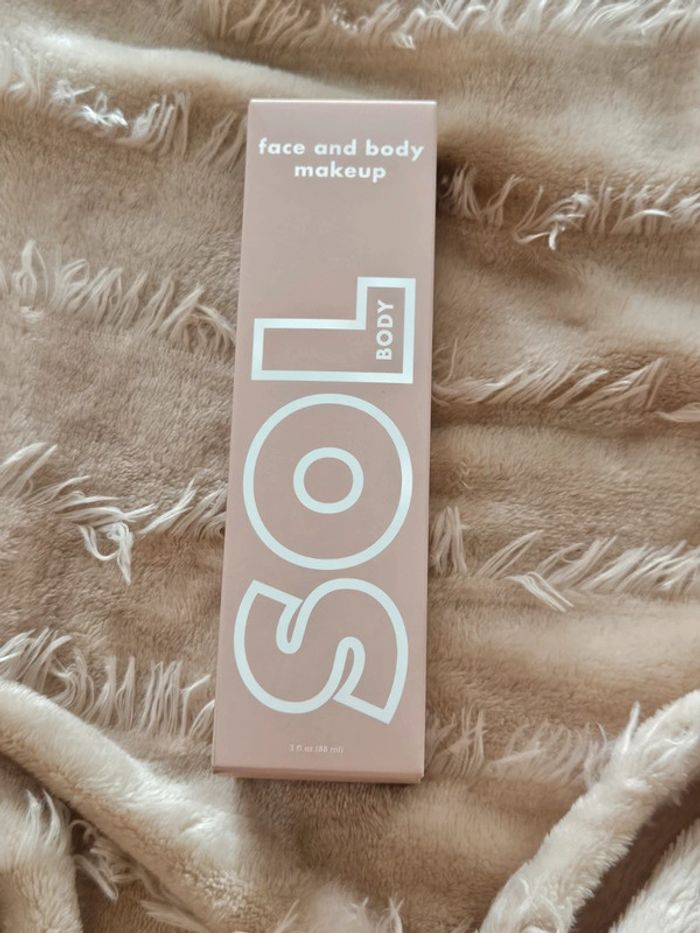 face and body
makeup
SOL
BODY
3 fl oz (88 ml)